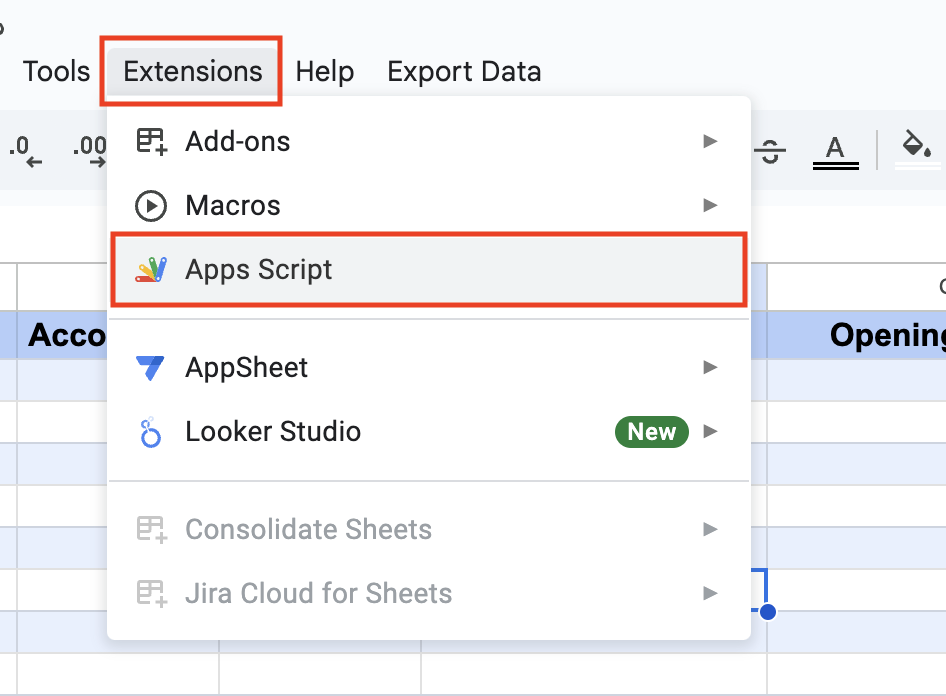 Tools Extensions Help Export Data
.0 .00 A
Add-ons
Macros
Apps Script
Acco Opening
AppSheet
Looker Studio New
Consolidate Sheets
Jira Cloud for Sheets